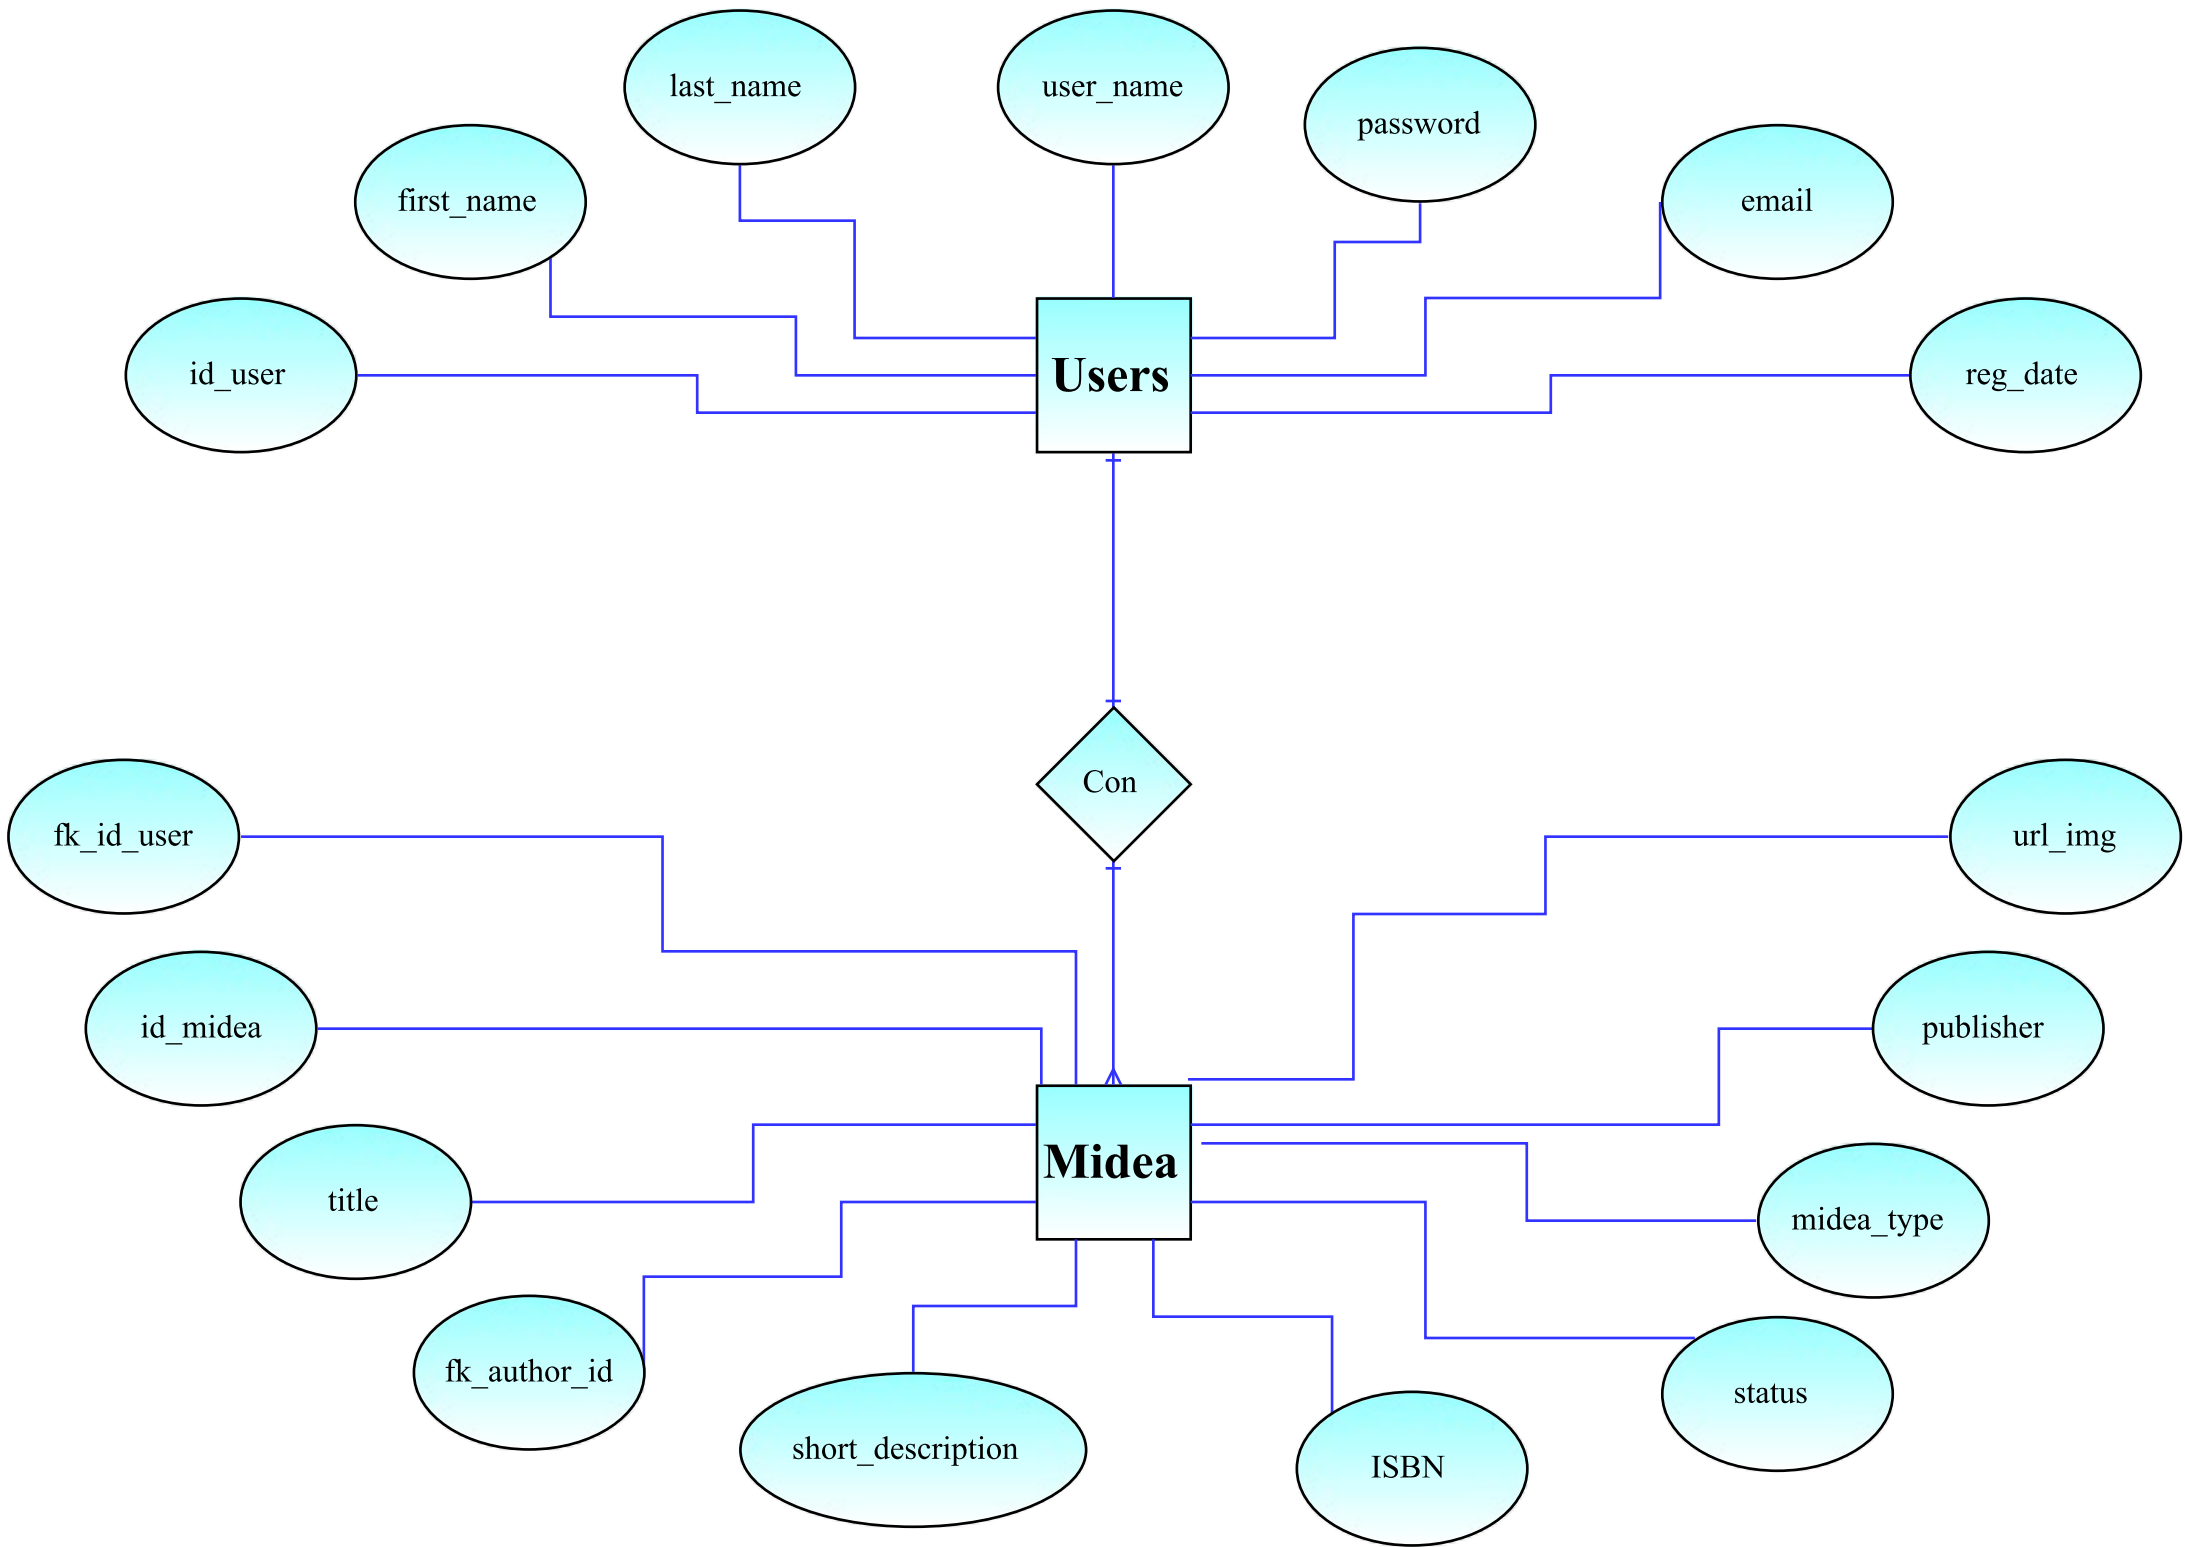 last_name
user_name
password
first_name
email
id_user
Users
reg_date
Con
fk_id_user
url_img
id_midea
publisher
title
Midea
midea_type
fk_author_id
short_description
ISBN
status